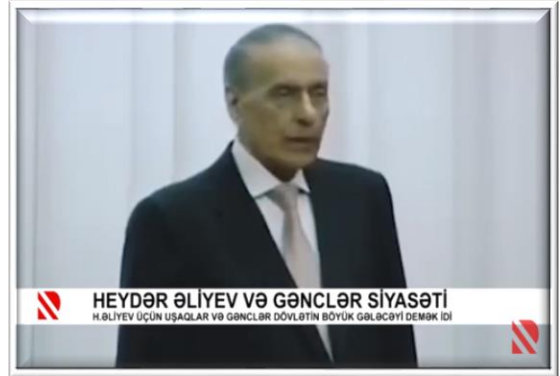 HEYDƏR ƏLİYEV VƏ GƏNCLƏR SİYASƏTİ
H.ƏLİYEV ÜÇÜN UŞAQLAR VƏ GƏNCLƏR DÖVLƏTİN BÖYÜK GƏLƏCƏYİ DEMƏK İDİ